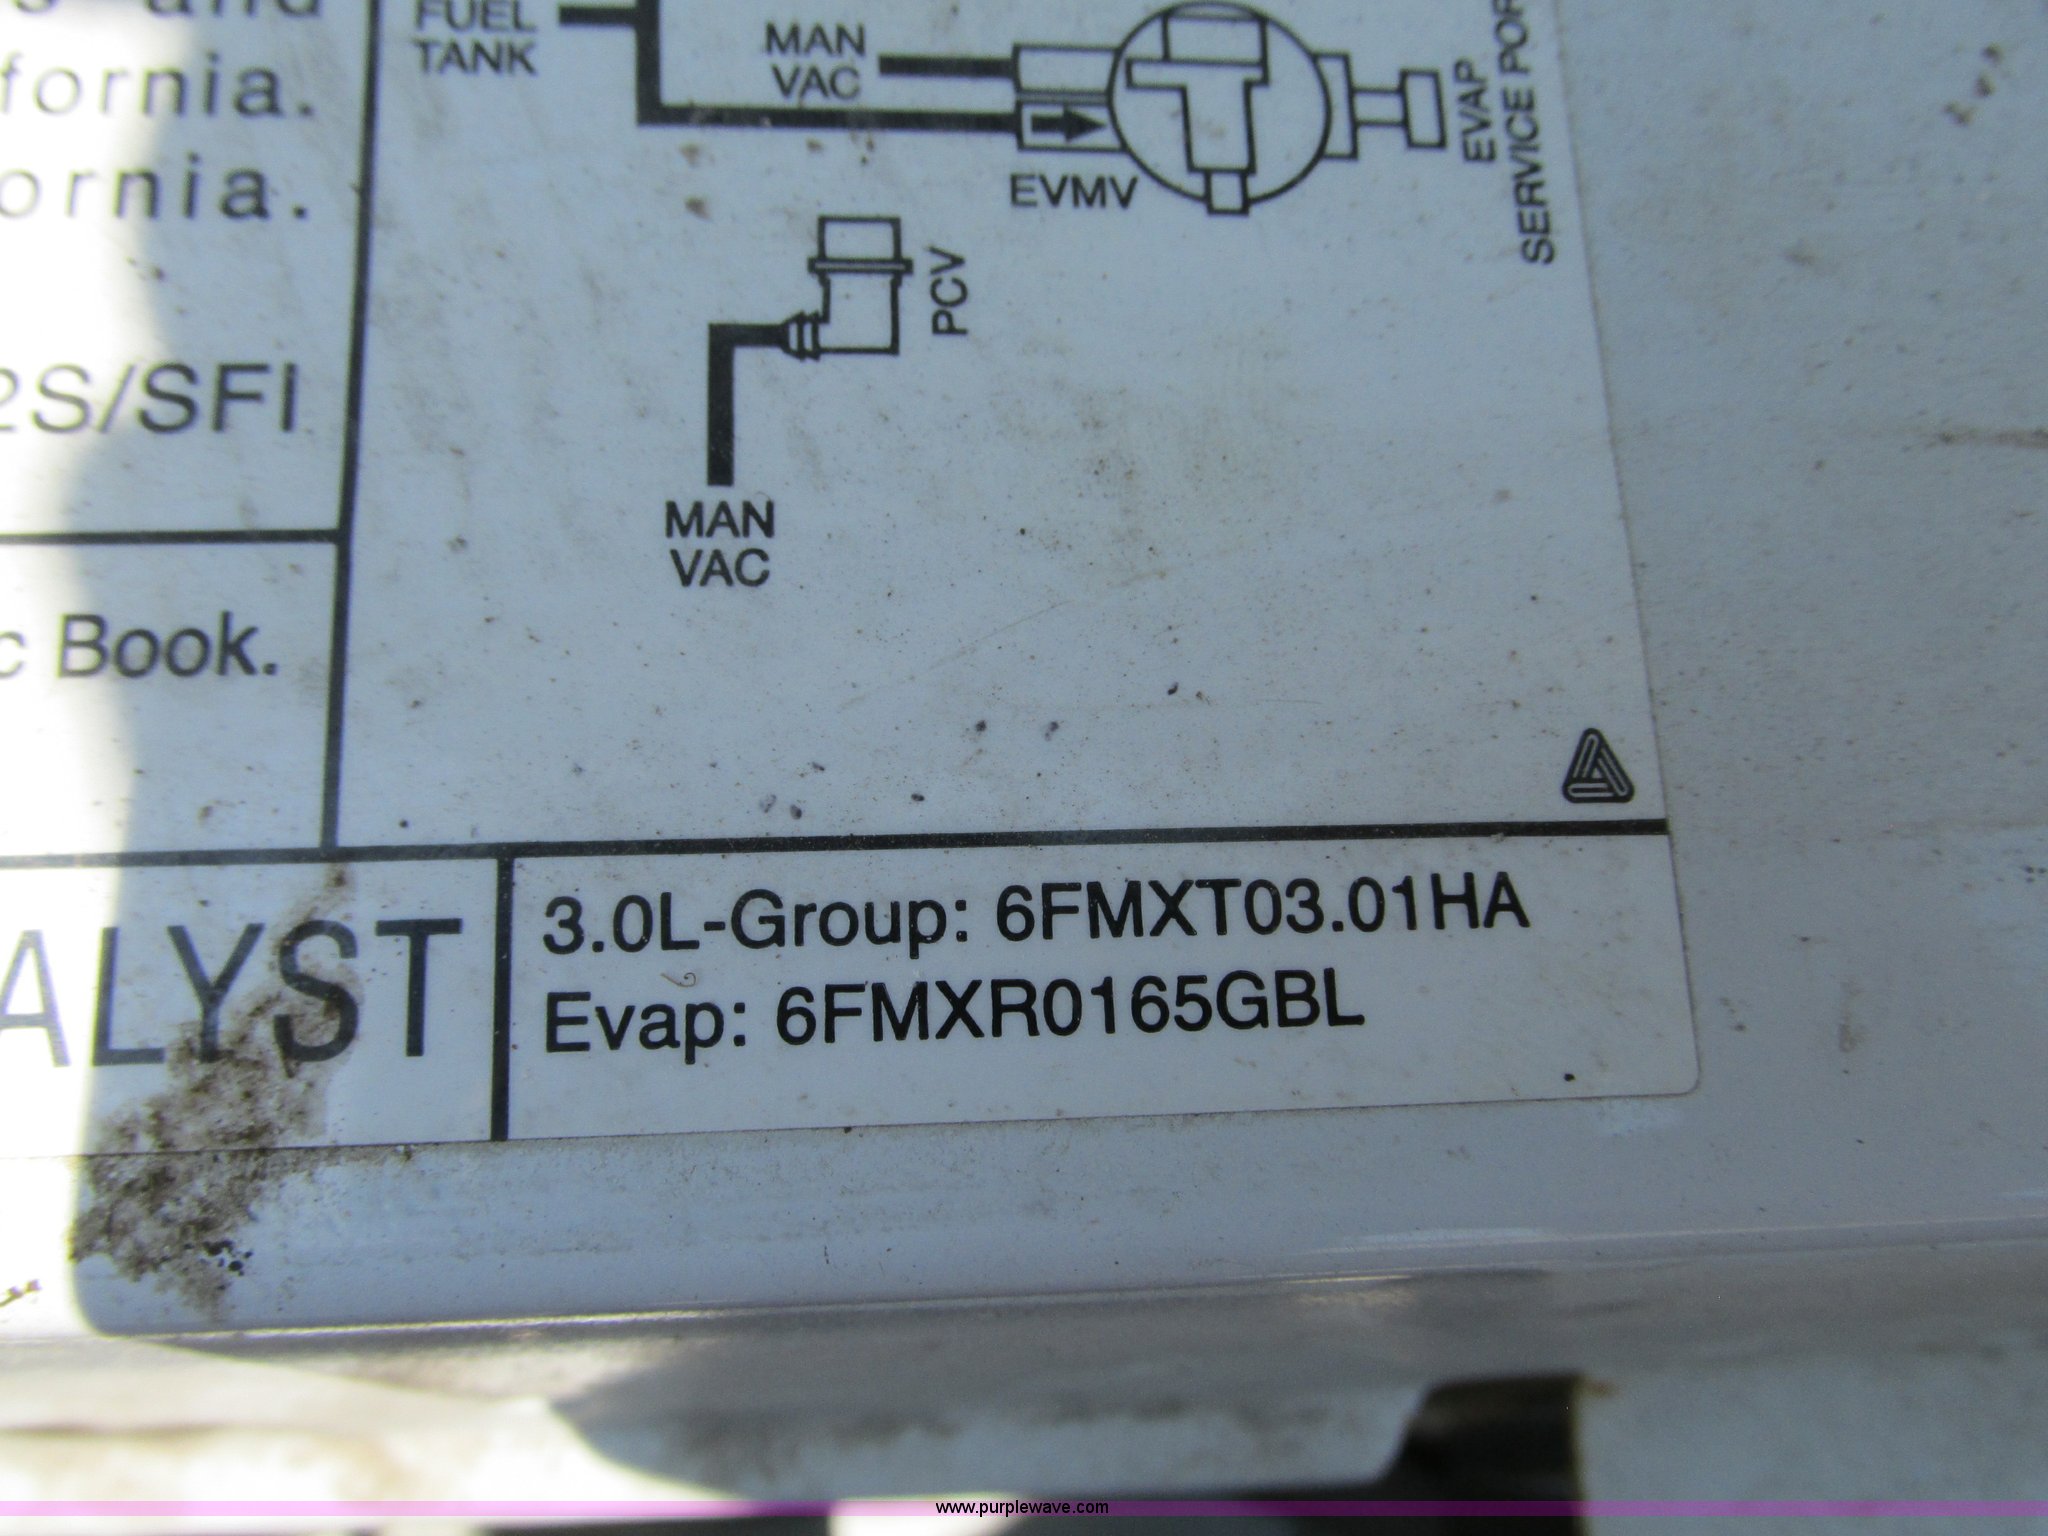 and
fornia.
ornia.
2S/SFI
c Book.
ALYST
FUEL
TANK
MAN
VAC
EVMV
EVAP
SERVICE POR
PCV
MAN
VAC
3.0L-Group: 6FMXT03.01HA
Evap: 6FMXR0165GBL
www.purplewave.com